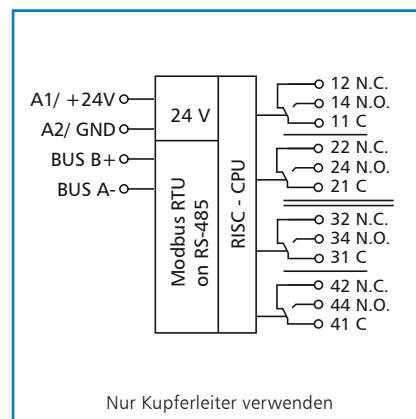 A1/ +24V
A2/ GND
BUS B+
BUS A-
24 V
Modbus RTU
on RS-485
RISC - CPU
12 N.C.
14 N.O.
11 C
22 N.C.
24 N.O.
21 C
32 N.C.
34 N.O.
31 C
42 N.C.
44 N.O.
41 C
Nur Kupferleiter verwenden